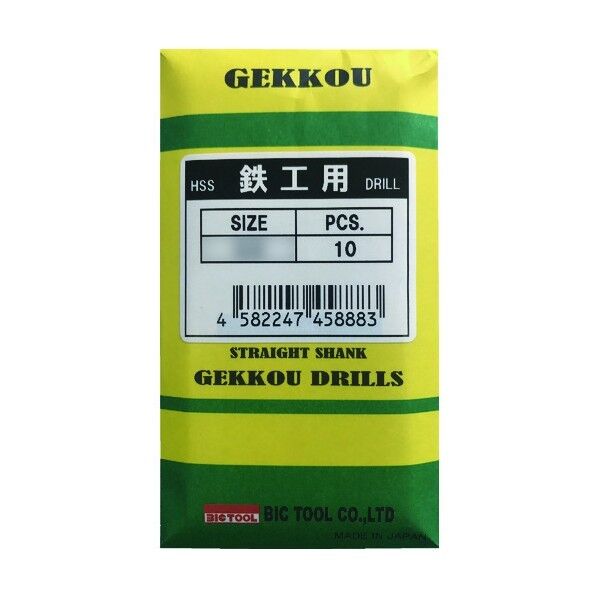 GEKKOU
HSS 鉄工用 DRILL
SIZE PCS.
10
4 582247 458883
STRAIGHT SHANK
GEKKOU DRILLS
BIC TOOL BIC TOOL CO.,LTD
MADE IN JAPAN